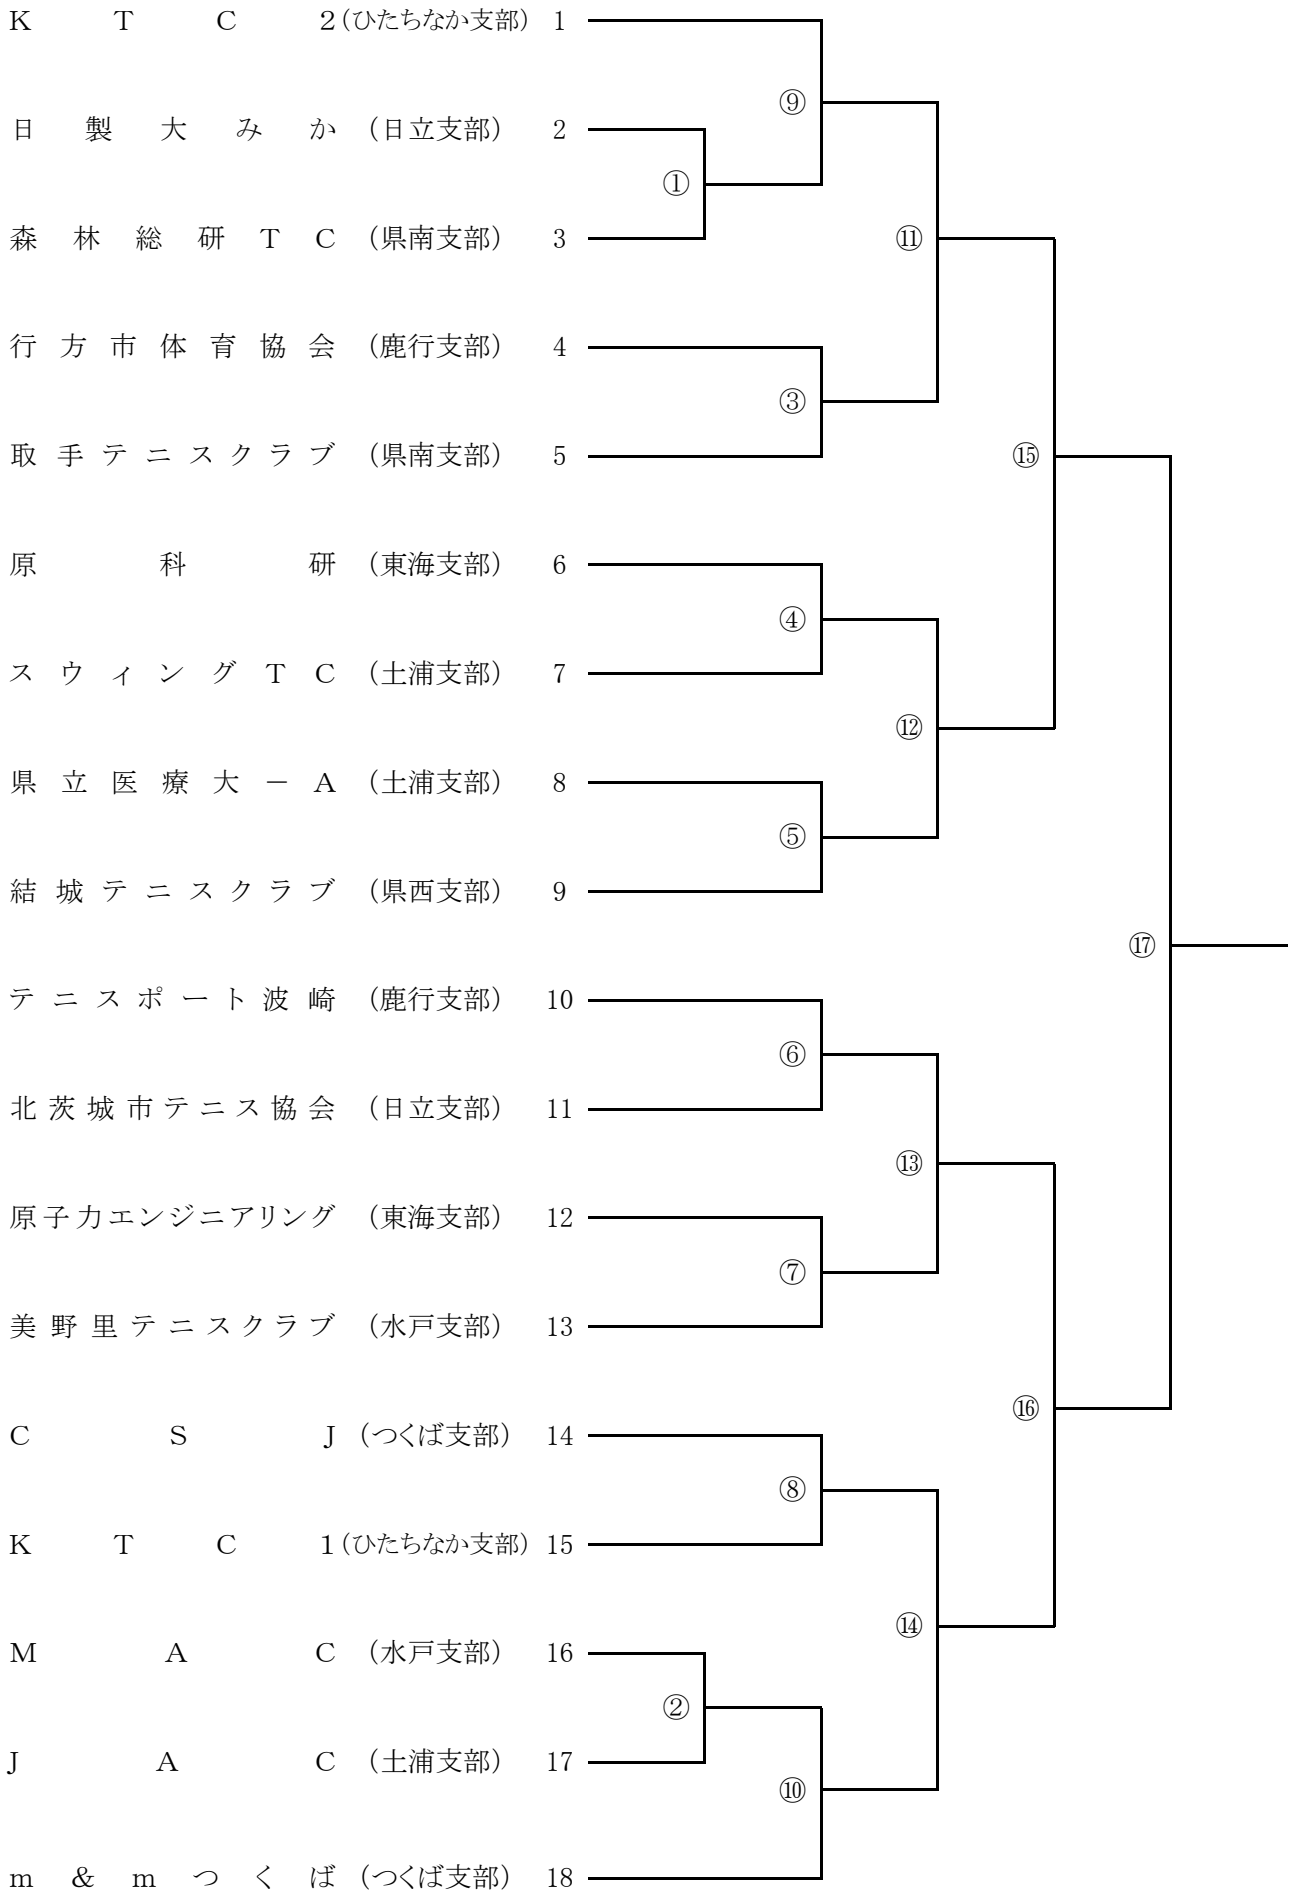 KTC2(ひたちなか支部) 1
⑨
日製大みか (日立支部) 2
①
森林総研TC (県南支部) 3
⑪
行方市体育協会 (鹿行支部) 4
③
取手テニスクラブ (県南支部) 5
⑮
原科研 (東海支部) 6
④
スウィングTC (土浦支部) 7
⑫
県立医療大－A (土浦支部) 8
⑤
結城テニスクラブ (県西支部) 9
⑰
テニスポート波崎 (鹿行支部) 10
⑥
北茨城市テニス協会 (日立支部) 11
⑬
原子力エンジニアリング (東海支部) 12
⑦
美野里テニスクラブ (水戸支部) 13
⑯
CSJ (つくば支部) 14
⑧
KTC1(ひたちなか支部) 15
⑭
MAC (水戸支部) 16
②
JAC (土浦支部) 17
⑩
m&mつくば (つくば支部) 18